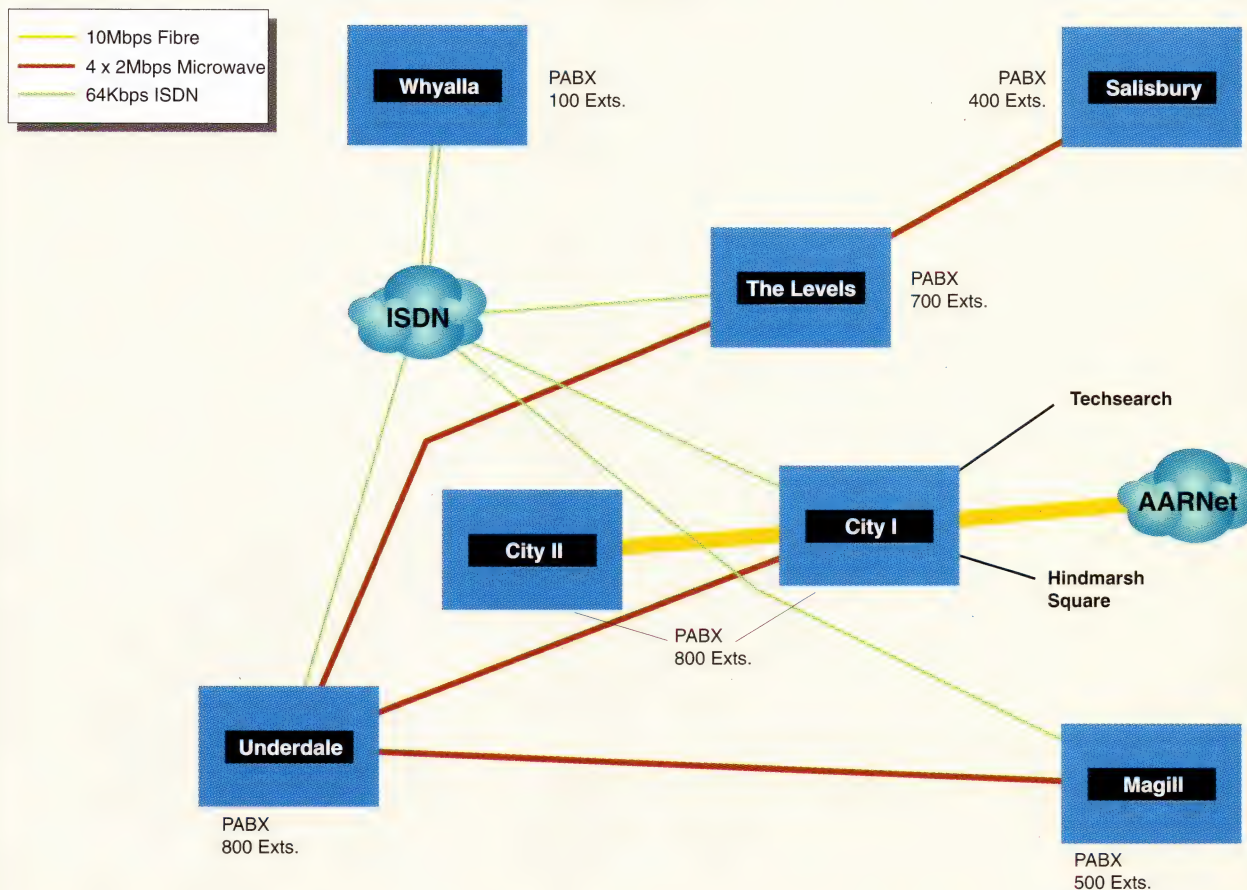 10Mbps Fibre
4 x 2Mbps Microwave
64Kbps ISDN
Whyalla
PABX
100 Exts.
PABX
400 Exts.
Salisbury
The Levels
PABX
700 Exts.
ISDN
Techsearch
AARNet
City I
City II
Hindmarsh
Square
PABX
800 Exts.
Underdale
PABX
800 Exts.
Magill
PABX
500 Exts.